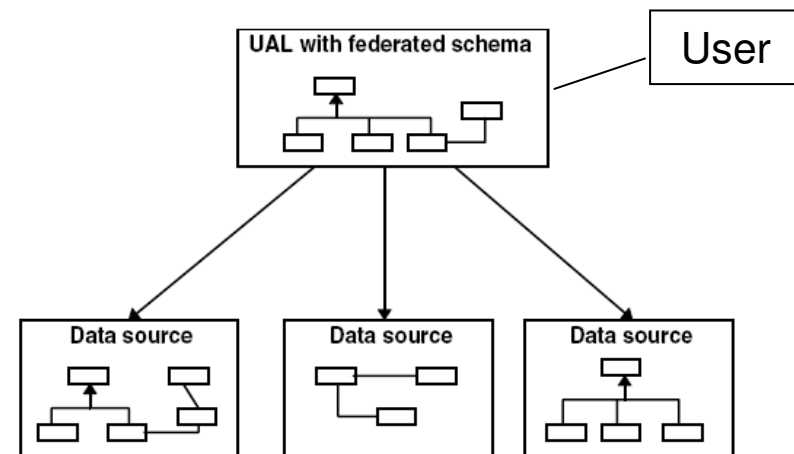 UAL with federated schema
User
Data source
Data source
Data source